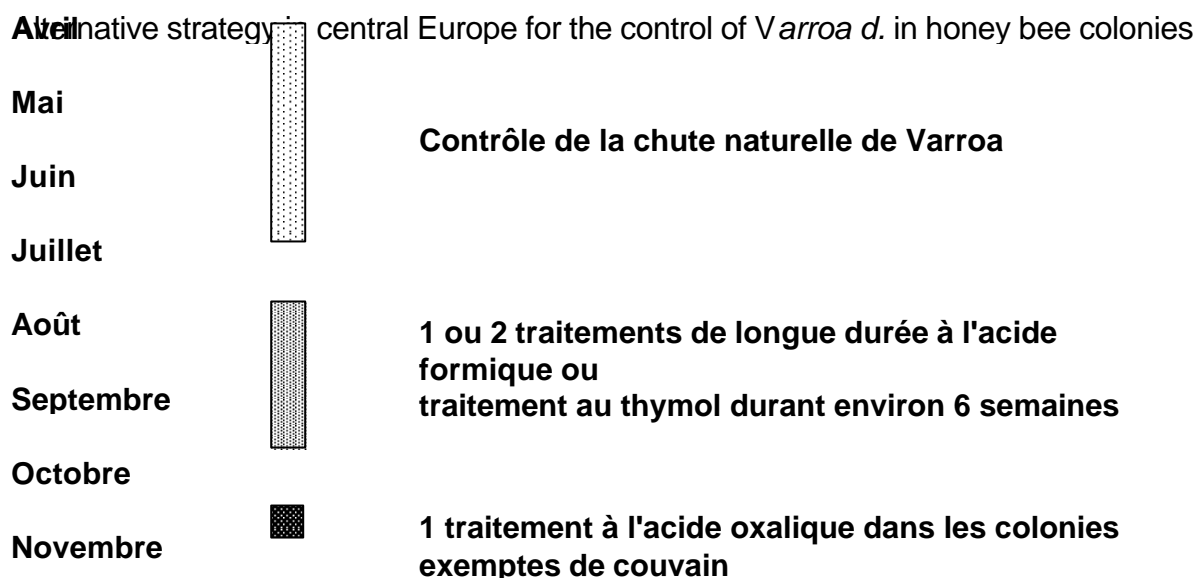 Alternative strategy in central Europe for the control of Varroa d. in honey bee colonies
Avril
Mai
Contrôle de la chute naturelle de Varroa
Juin
Juillet
Août
1 ou 2 traitements de longue durée à l'acide
formique ou
Septembre
traitement au thymol durant environ 6 semaines
Octobre
1 traitement à l'acide oxalique dans les colonies
Novembre
exemptes de couvain